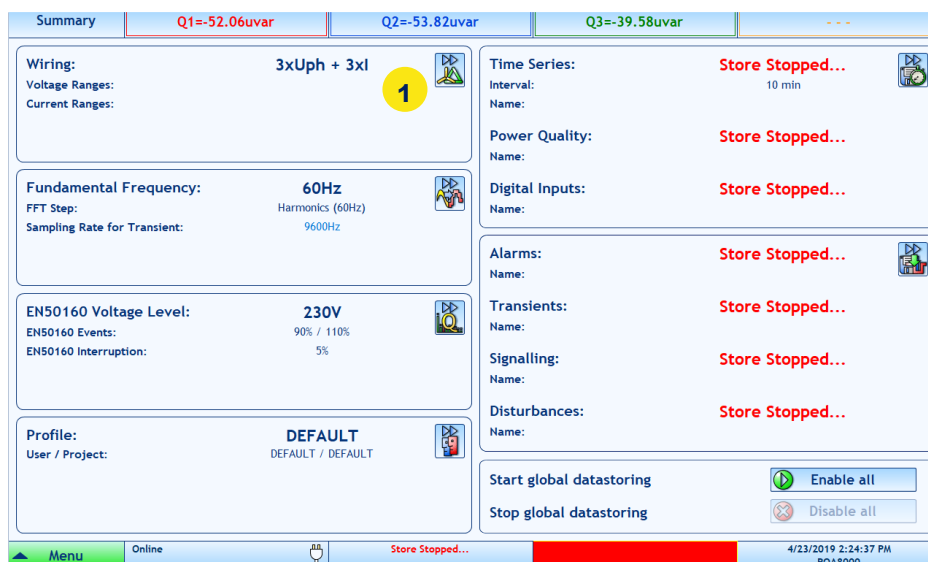 Summary Q1=-52.06uvar Q2=-53.82uvar Q3=-39.58uvar ---
Wiring: 3xUph + 3xI
Voltage Ranges:
Current Ranges:
1
Fundamental Frequency: 60Hz
FFT Step: Harmonics (60Hz)
Sampling Rate for Transient: 9600Hz
EN50160 Voltage Level: 230V
EN50160 Events: 90% / 110%
EN50160 Interruption: 5%
Profile: DEFAULT
User / Project: DEFAULT / DEFAULT
Time Series: Store Stopped...
Interval: 10 min
Name:
Power Quality: Store Stopped...
Name:
Digital Inputs: Store Stopped...
Name:
Alarms: Store Stopped...
Name:
Transients: Store Stopped...
Name:
Signalling: Store Stopped...
Name:
Disturbances: Store Stopped...
Name:
Start global datastoring Enable all
Stop global datastoring Disable all
Menu Online Store Stopped... 4/23/2019 2:24:37 PM
PQA8000